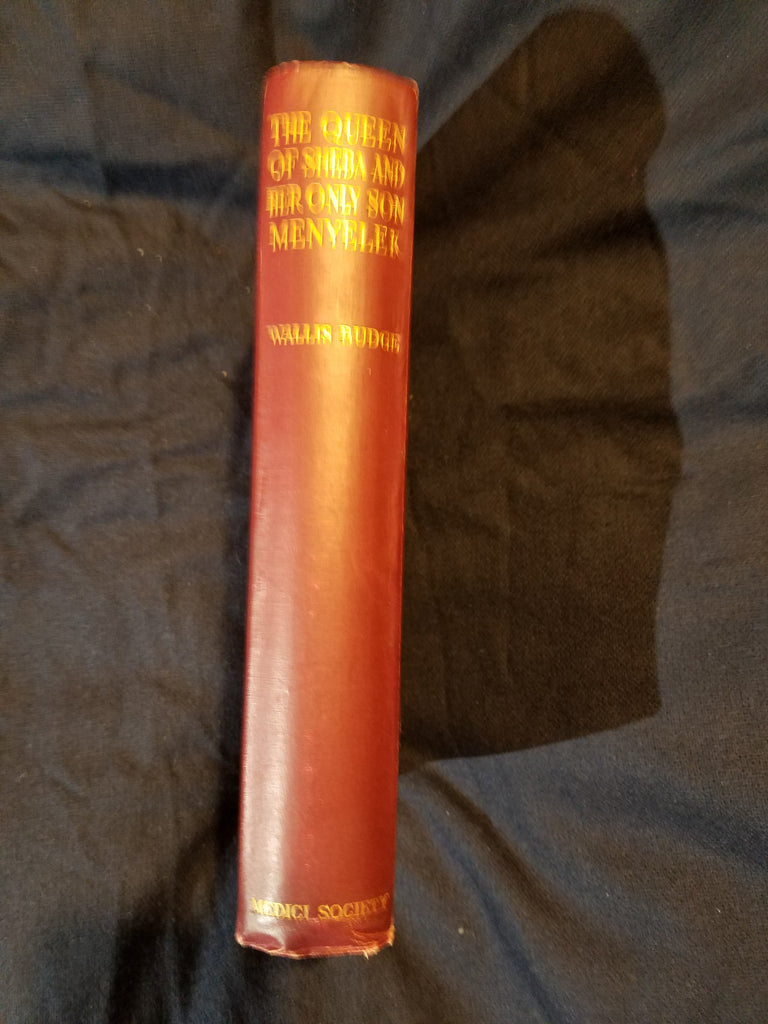 THE QUEEN
OF SHEBA AND
HER ONLY SON
MENYELEK
WALLIS BUDGE
MEDICI SOCIETY